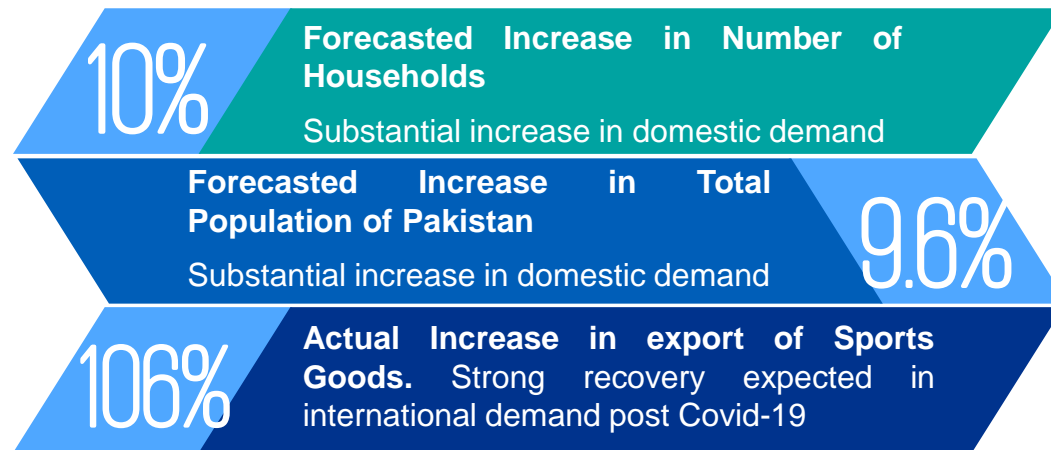 10%
Forecasted Increase in Number of
Households
Substantial increase in domestic demand
Forecasted Increase in Total
Population of Pakistan
Substantial increase in domestic demand
9.6%
106%
Actual Increase in export of Sports
Goods. Strong recovery expected in
international demand post Covid-19